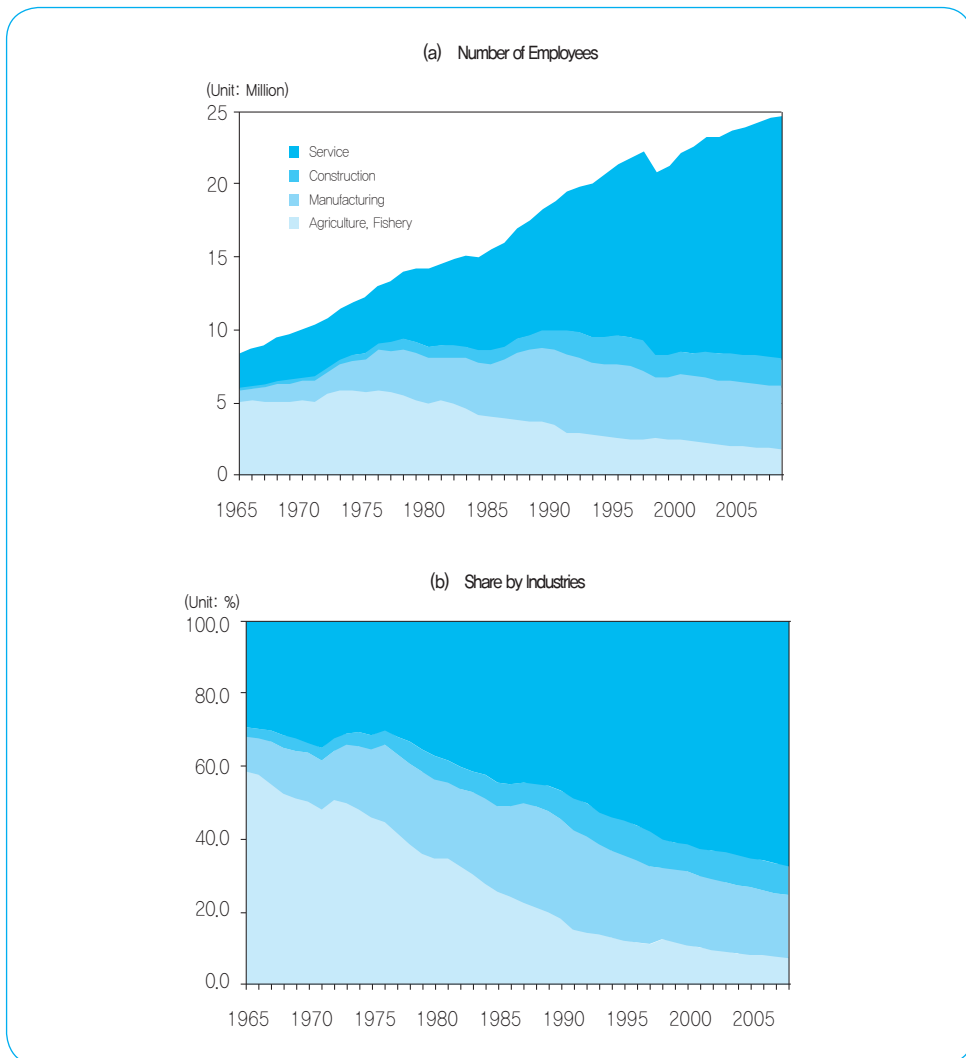 (a) Number of Employees
(Unit: Million)
25
20
15
10
5
0
Service
Construction
Manufacturing
Agriculture, Fishery
1965 1970 1975 1980 1985 1990 1995 2000 2005
(b) Share by Industries
(Unit: %)
100.0
80.0
60.0
40.0
20.0
0.0
1965 1970 1975 1980 1985 1990 1995 2000 2005